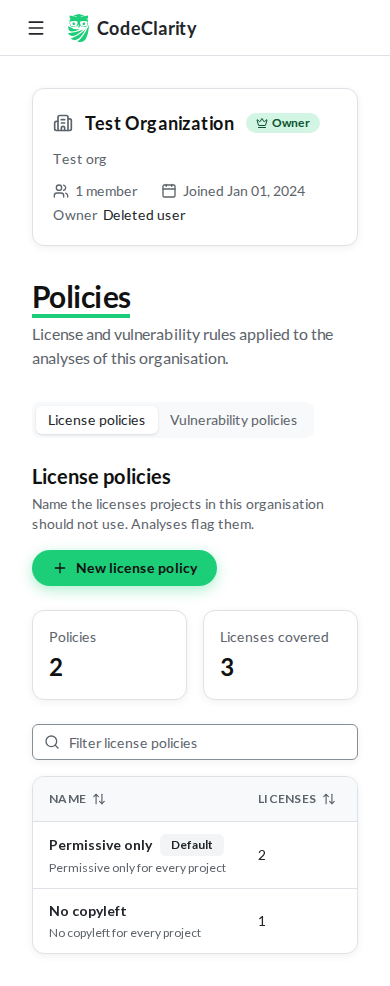 CodeClarity
Test Organization
Owner
Test org
1 member
Joined Jan 01, 2024
Owner Deleted user
Policies
License and vulnerability rules applied to the
analyses of this organisation.
License policies
Vulnerability policies
License policies
Name the licenses projects in this organisation
should not use. Analyses flag them.
New license policy
Policies
2
Licenses covered
3
Filter license policies
NAME
LICENSES
Permissive only
Default
Permissive only for every project
2
No copyleft
No copyleft for every project
1